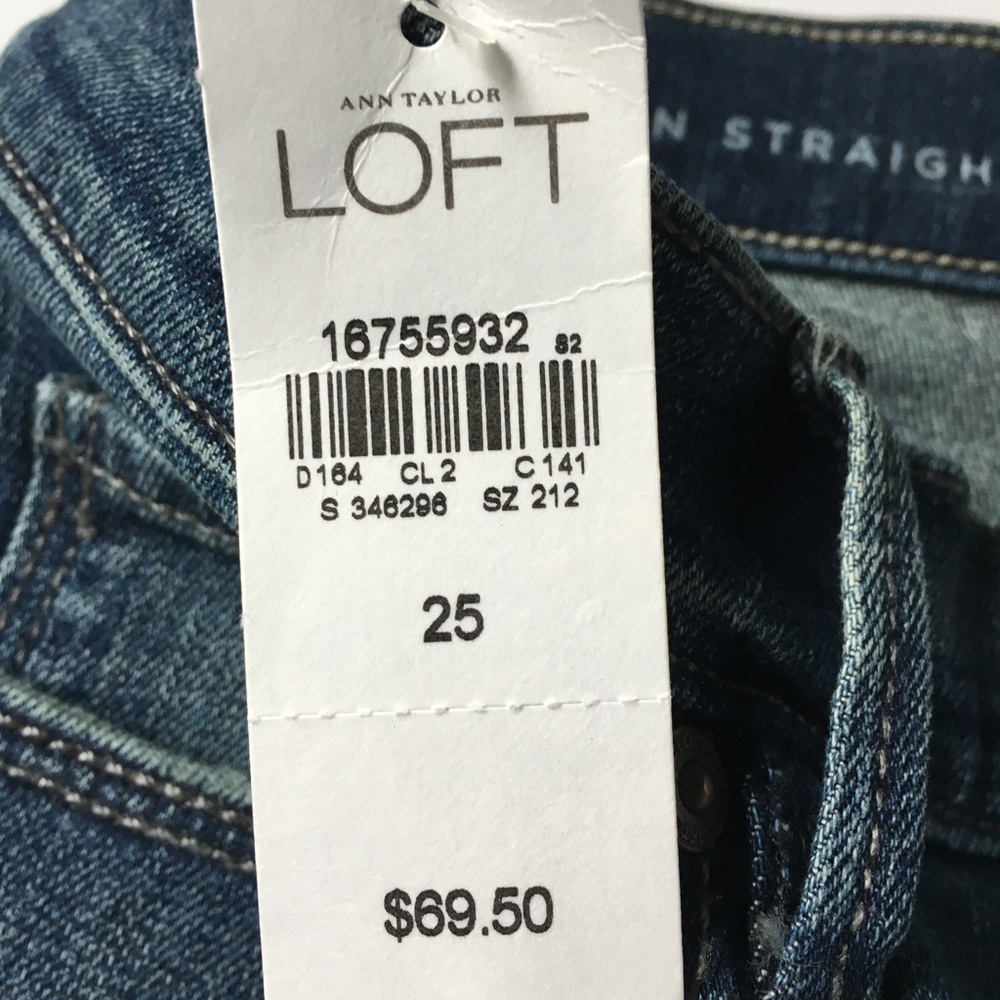 ANN TAYLOR
LOFT
N STRAIGH
16755932 82
D164 CL 2 C 141
S 346296 SZ 212
25
$69.50